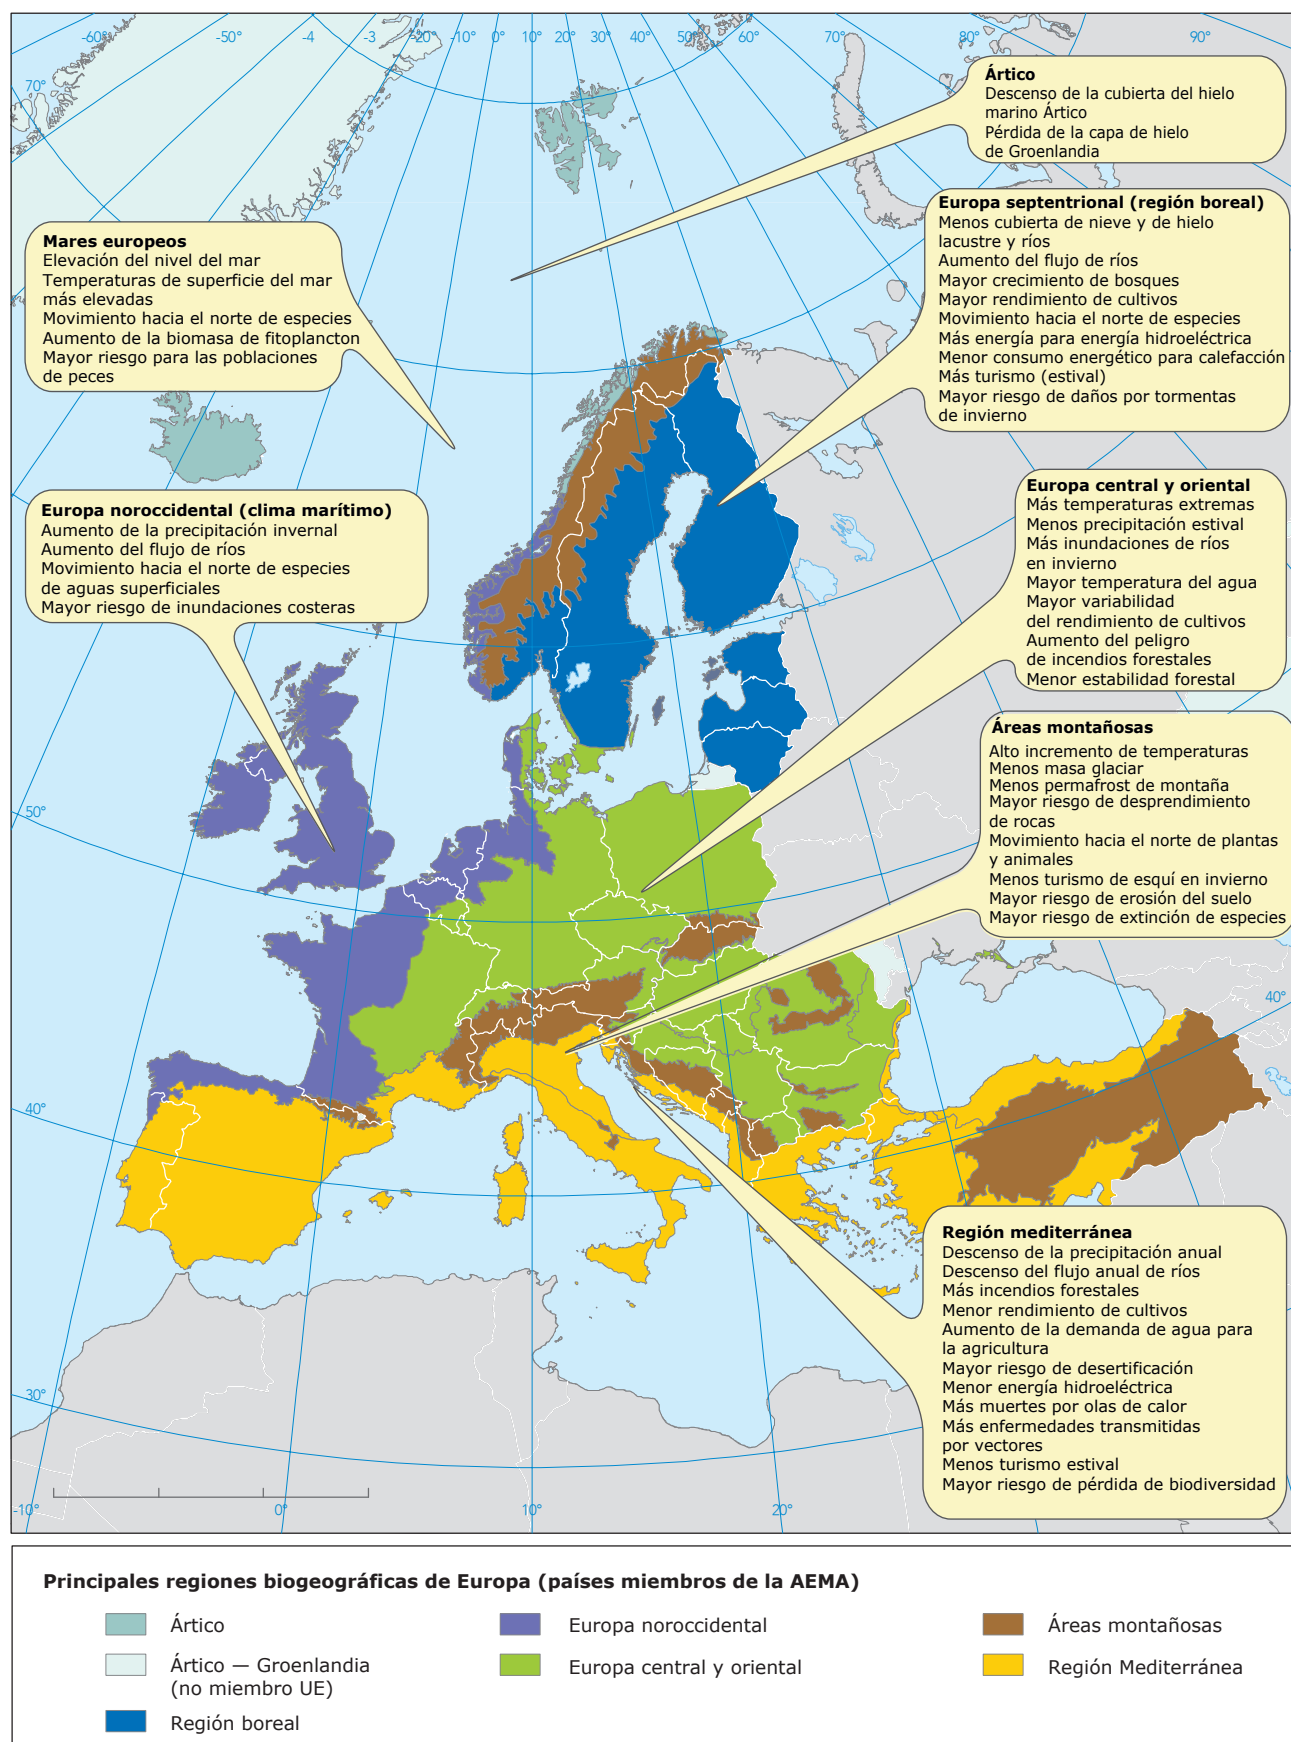 -60°
-50°
-4
-3
-20°
-10°
0°
10°
20°
30°
40°
50°
60°
70°
80°
90°
70°
Ártico
Descenso de la cubierta del hielo
marino Ártico
Pérdida de la capa de hielo
de Groenlandia
Europa septentrional (región boreal)
Menos cubierta de nieve y de hielo
lacustre y ríos
Aumento del flujo de ríos
Mayor crecimiento de bosques
Mayor rendimiento de cultivos
Movimiento hacia el norte de especies
Más energía para energía hidroeléctrica
Menor consumo energético para calefacción
Más turismo (estival)
Mayor riesgo de daños por tormentas
de invierno
Mares europeos
Elevación del nivel del mar
Temperaturas de superficie del mar
más elevadas
Movimiento hacia el norte de especies
Aumento de la biomasa de fitoplancton
Mayor riesgo para las poblaciones
de peces
Europa noroccidental (clima marítimo)
Aumento de la precipitación invernal
Aumento del flujo de ríos
Movimiento hacia el norte de especies
de aguas superficiales
Mayor riesgo de inundaciones costeras
Europa central y oriental
Más temperaturas extremas
Menos precipitación estival
Más inundaciones de ríos
en invierno
Mayor temperatura del agua
Mayor variabilidad
del rendimiento de cultivos
Aumento del peligro
de incendios forestales
Menor estabilidad forestal
Áreas montañosas
Alto incremento de temperaturas
Menos masa glaciar
Menos permafrost de montaña
Mayor riesgo de desprendimiento
de rocas
Movimiento hacia el norte de plantas
y animales
Menos turismo de esquí en invierno
Mayor riesgo de erosión del suelo
Mayor riesgo de extinción de especies
50°
40°
40°
30°
Región mediterránea
Descenso de la precipitación anual
Descenso del flujo anual de ríos
Más incendios forestales
Menor rendimiento de cultivos
Aumento de la demanda de agua para
la agricultura
Mayor riesgo de desertificación
Menor energía hidroeléctrica
Más muertes por olas de calor
Más enfermedades transmitidas
por vectores
Menos turismo estival
Mayor riesgo de pérdida de biodiversidad
-10°
0°
10°
20°
Principales regiones biogeográficas de Europa (países miembros de la AEMA)
Ártico
Ártico — Groenlandia
(no miembro UE)
Región boreal
Europa noroccidental
Europa central y oriental
Áreas montañosas
Región Mediterránea